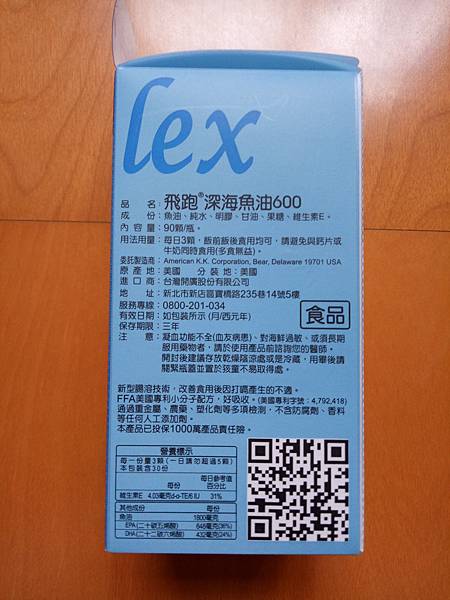 lex
品名：飛跑®深海魚油600
成份：魚油、純水、明膠、甘油、果糖、維生素E。
內容量：90顆/瓶。
用法用量：每日3顆，飯前飯後食用均可，請避免與鈣片或
牛奶同時食用(多食無益)。
委託製造商：American K.K. Corporation, Bear, Delaware 19701 USA
原產地：美國 分裝地：美國
進口商：台灣開廣股份有限公司
地址：新北市新店區寶橋路235巷14號5樓
服務專線：0800-201-034
有效日期：如包裝所示 (月/西元年)
保存期限：三年
食品
注意：凝血功能不全(血友病患)、對海鮮過敏、或須長期
服用藥物者，請於使用產品前諮詢您的醫師。
開封後建議存放乾燥陰涼處或是冷藏，用畢後請
關緊瓶蓋並置於孩童不易取得處。
新型腸溶技術，改善食用後因打嗝產生的不適。
FFA美國專利小分子配方，好吸收。(美國專利字號：4,792,418)
通過重金屬、農藥、塑化劑等多項檢測，不含防腐劑、香料
等任何人工添加劑。
本產品已投保1000萬產品責任險。
營養標示
每一份量3顆(一日請勿超過5顆)
本包裝含30份
每份 每日參考值百分比
維生素E 4.03毫克(d-α-TE/6 IU 31%
其他成份 每份
魚油 1800毫克
EPA(二十碳五烯酸) 648毫克(36%)
DHA(二十二碳六烯酸) 432毫克(24%)